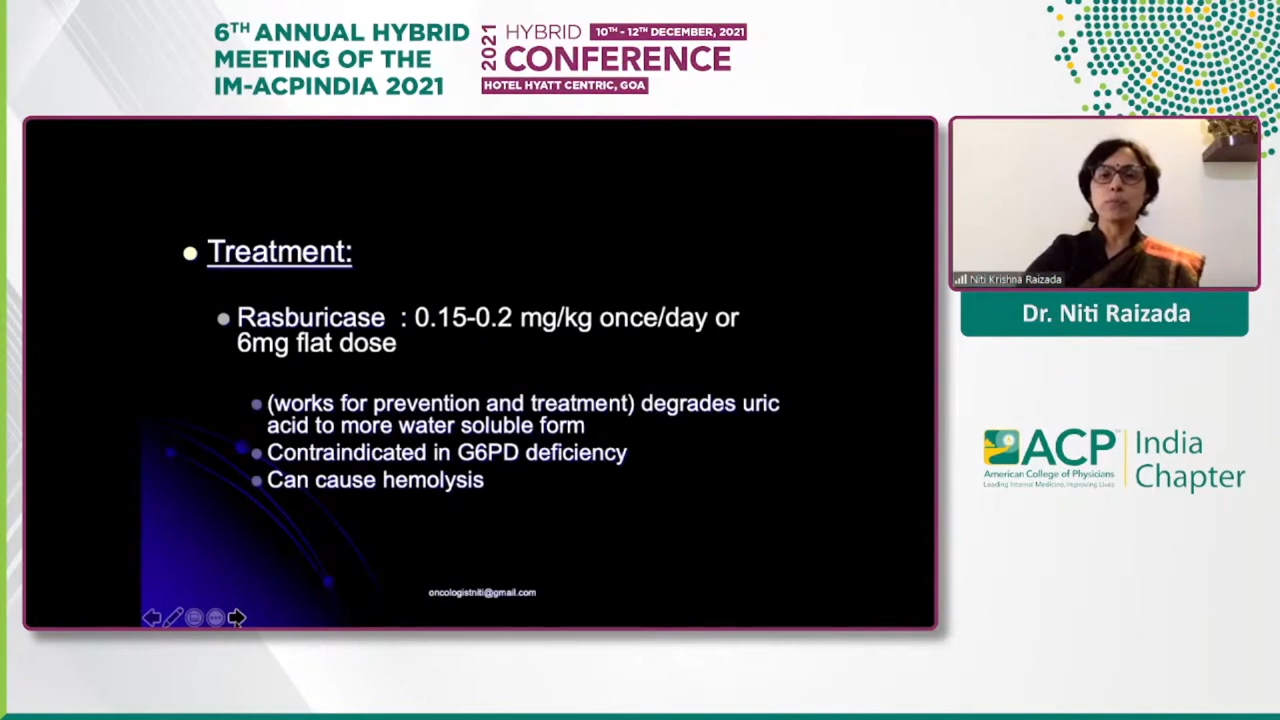 6TH ANNUAL HYBRID
MEETING OF THE
IM-ACPINDIA 2021
2021
HYBRID
10TH - 12TH DECEMBER, 2021
CONFERENCE
HOTEL HYATT CENTRIC, GOA
Treatment:
Rasburicase : 0.15-0.2 mg/kg once/day or
6mg flat dose
(works for prevention and treatment) degrades uric
acid to more water soluble form
Contraindicated in G6PD deficiency
Can cause hemolysis
oncologistniti@gmail.com
Niti Krishna Raizada
Dr. Niti Raizada
ACP
American College of Physicians
Leading Internal Medicine, Improving Lives
India
Chapter